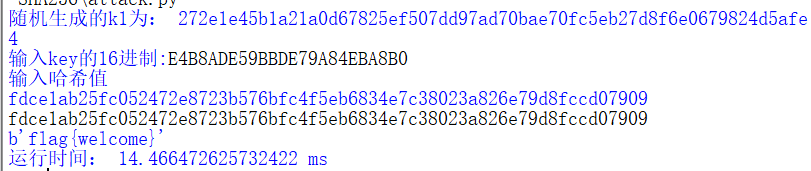 SHA256\attack.py
随机生成的k1为： 272e1e45b1a21a0d67825ef507dd97ad70bae70fc5eb27d8f6e0679824d5afe
4
输入key的16进制:E4B8ADE59BBDE79A84EBA8B0
输入哈希值
fdce1ab25fc052472e8723b576bfc4f5eb6834e7c38023a826e79d8fccd07909
fdce1ab25fc052472e8723b576bfc4f5eb6834e7c38023a826e79d8fccd07909
b'flag{welcome}'
运行时间： 14.466472625732422 ms